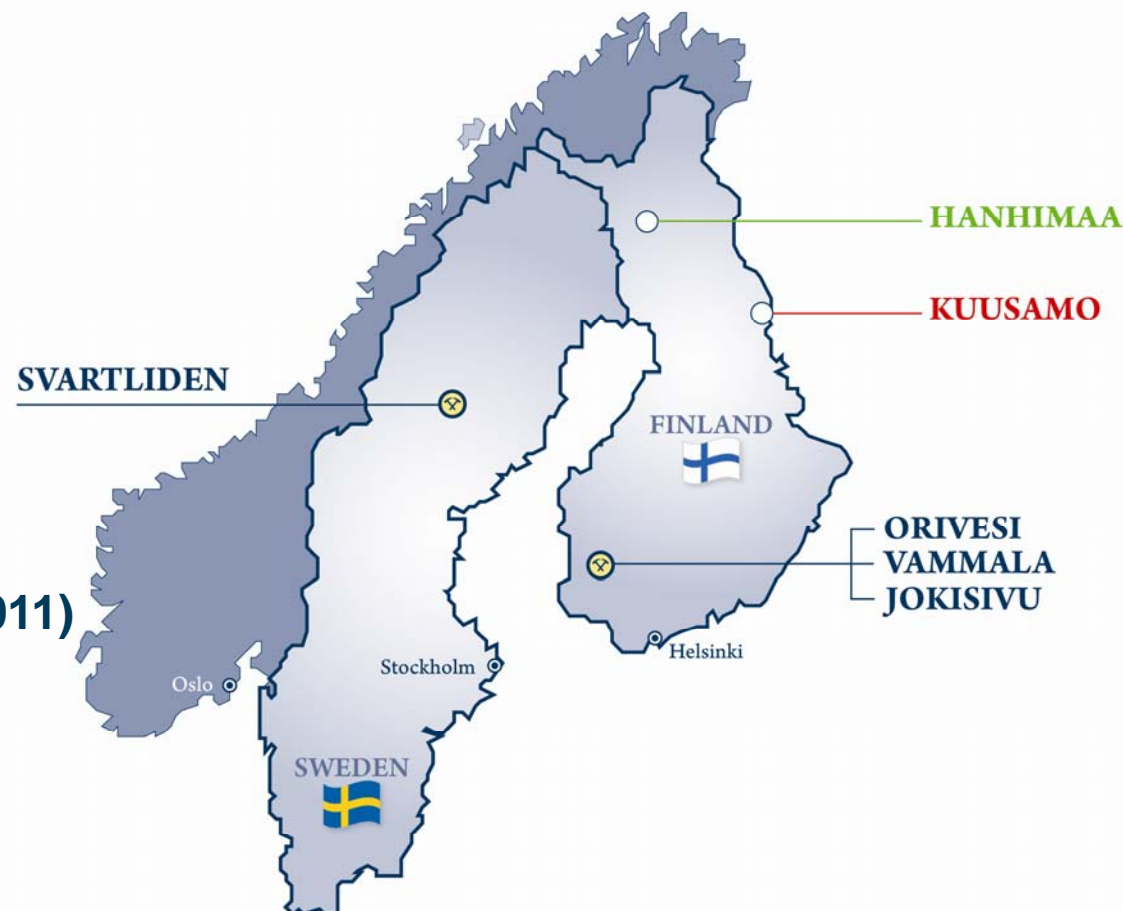 HANHIMAA
KUUSAMO
SVARTLIDEN
FINLAND
ORIVESI
VAMMALA
JOKISIVU
011)
Helsinki
Stockholm
Oslo
SWEDEN